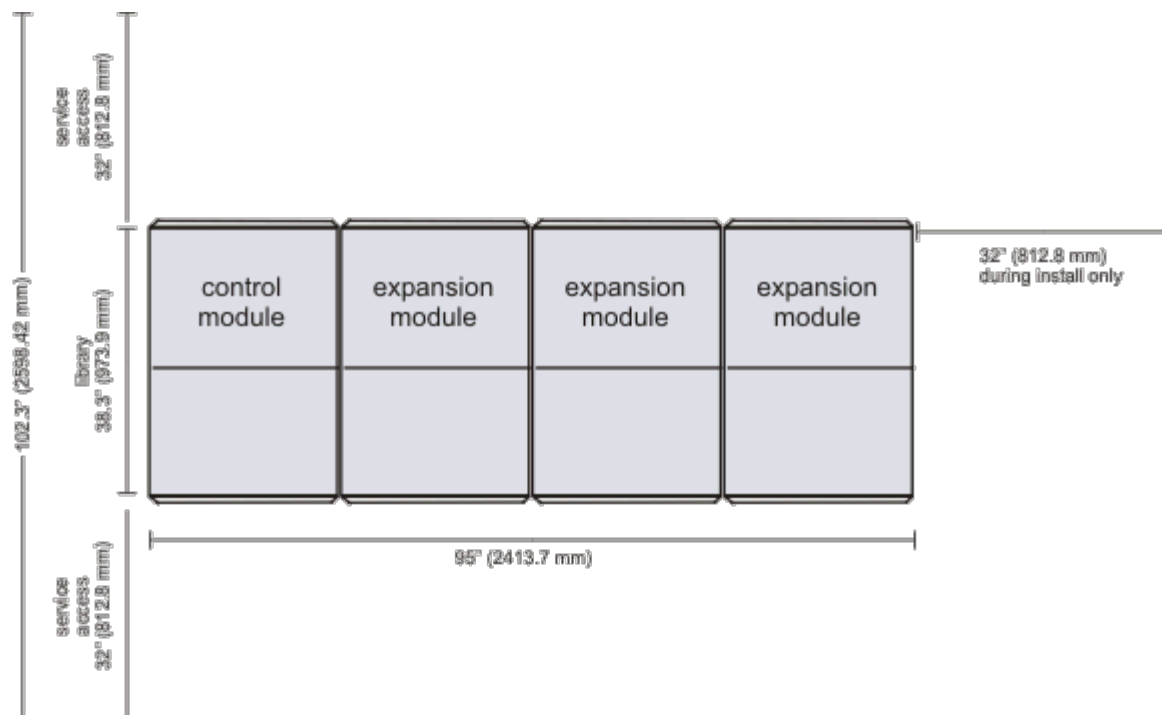 service
access
32" (812.8 mm)
102.3" (2598.42 mm)
library
38.3" (973.9 mm)
control
module
expansion
module
expansion
module
expansion
module
32" (812.8 mm)
during install only
95" (2413.7 mm)
service
access
32" (812.8 mm)